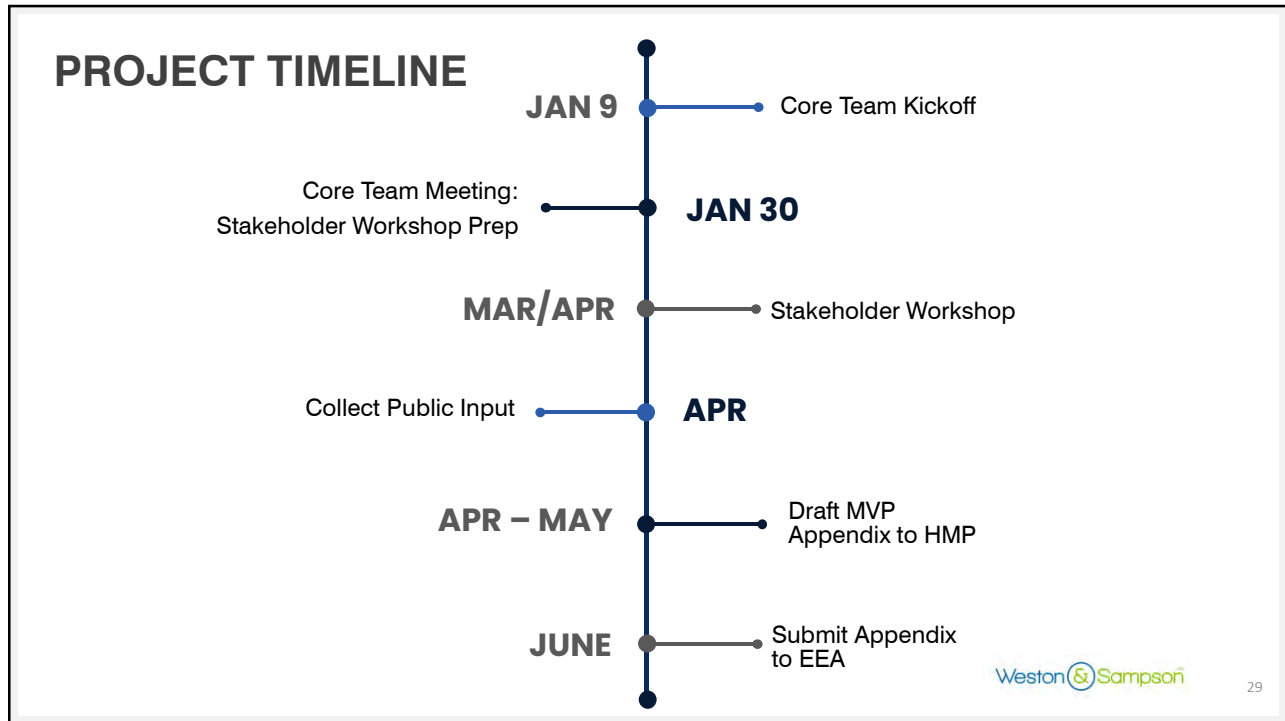 PROJECT TIMELINE
JAN 9
Core Team Kickoff
Core Team Meeting:
Stakeholder Workshop Prep
JAN 30
MAR/APR
Stakeholder Workshop
Collect Public Input
APR
APR – MAY
Draft MVP
Appendix to HMP
JUNE
Submit Appendix
to EEA
Weston & Sampson
29